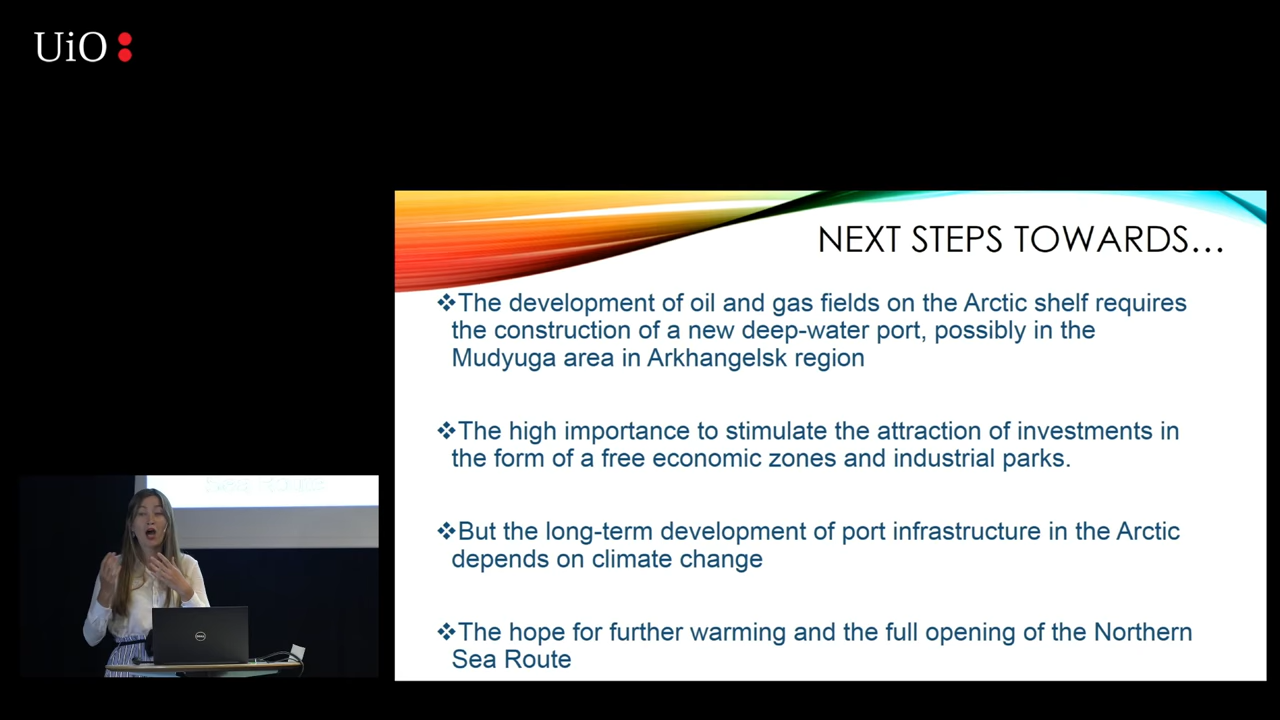 UiO
NEXT STEPS TOWARDS...
❖The development of oil and gas fields on the Arctic shelf requires
the construction of a new deep-water port, possibly in the
Mudyuga area in Arkhangelsk region
❖The high importance to stimulate the attraction of investments in
the form of a free economic zones and industrial parks.
❖But the long-term development of port infrastructure in the Arctic
depends on climate change
❖The hope for further warming and the full opening of the Northern
Sea Route
Sea Route
DELL